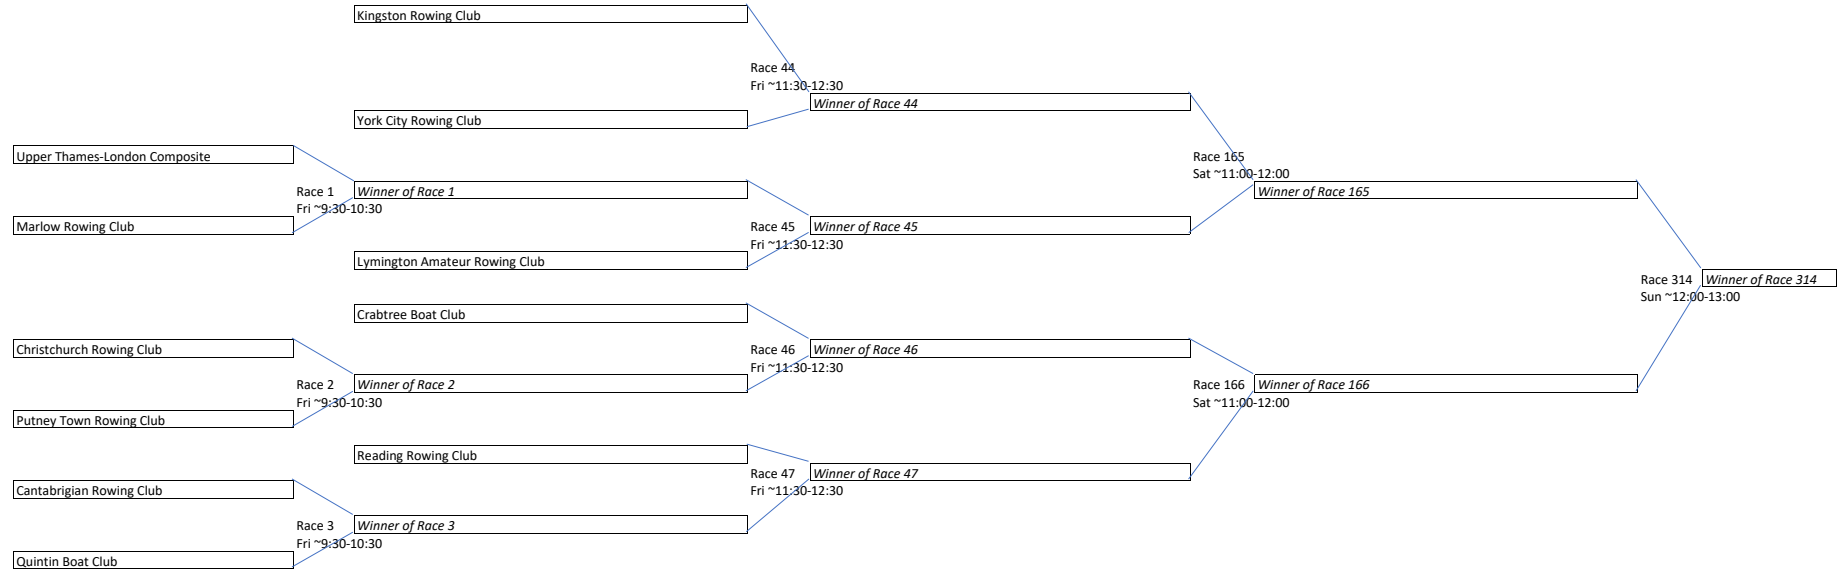 Kingston Rowing Club
Race 44
Fri ~11:30-12:30
Winner of Race 44
York City Rowing Club
Upper Thames-London Composite
Race 165
Sat ~11:00-12:00
Race 1
Fri ~9:30-10:30
Winner of Race 1
Winner of Race 165
Marlow Rowing Club
Race 45
Fri ~11:30-12:30
Winner of Race 45
Lymington Amateur Rowing Club
Race 314
Sun ~12:00-13:00
Winner of Race 314
Crabtree Boat Club
Christchurch Rowing Club
Race 46
Fri ~11:30-12:30
Winner of Race 46
Race 2
Fri ~9:30-10:30
Winner of Race 2
Race 166
Sat ~11:00-12:00
Winner of Race 166
Putney Town Rowing Club
Reading Rowing Club
Race 47
Fri ~11:30-12:30
Winner of Race 47
Cantabrigian Rowing Club
Race 3
Fri ~9:30-10:30
Winner of Race 3
Quintin Boat Club